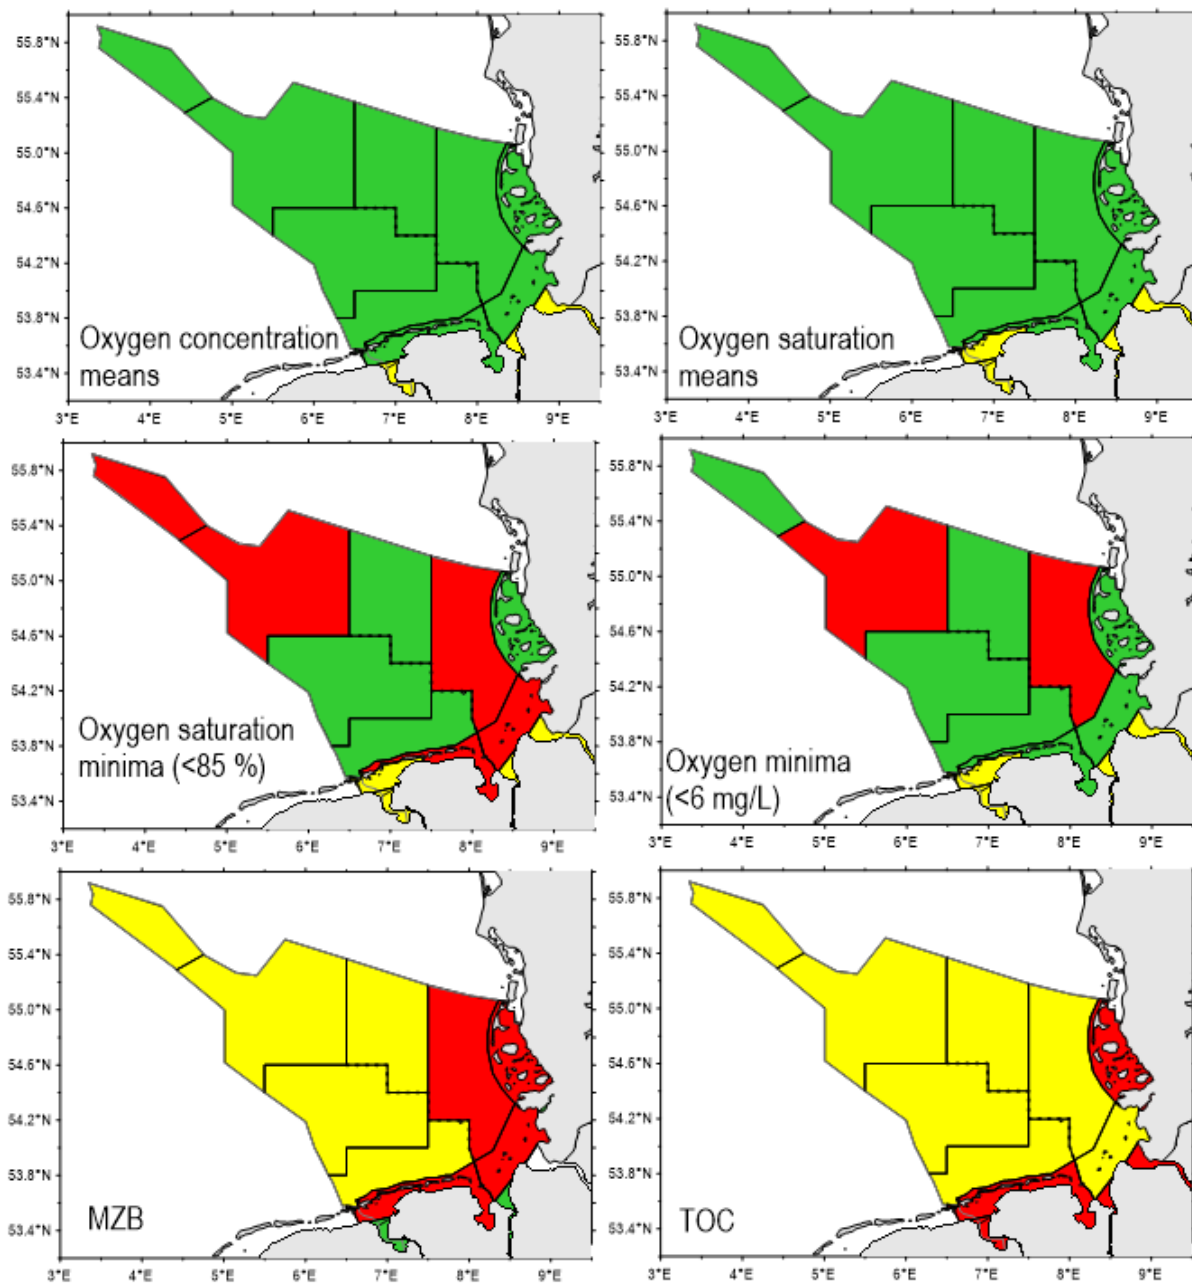 55.8°N
55.4°N
55.0°N
54.6°N
54.2°N
53.8°N
53.4°N
Oxygen concentration
means
3°E 4°E 5°E 6°E 7°E 8°E 9°E
55.8°N
55.4°N
55.0°N
54.6°N
54.2°N
53.8°N
53.4°N
Oxygen saturation
means
3°E 4°E 5°E 6°E 7°E 8°E 9°E
55.8°N
55.4°N
55.0°N
54.6°N
54.2°N
53.8°N
53.4°N
Oxygen saturation
minima (<85 %)
3°E 4°E 5°E 6°E 7°E 8°E 9°E
55.8°N
55.4°N
55.0°N
54.6°N
54.2°N
53.8°N
53.4°N
Oxygen minima
(<6 mg/L)
3°E 4°E 5°E 6°E 7°E 8°E 9°E
55.8°N
55.4°N
55.0°N
54.6°N
54.2°N
53.8°N
53.4°N
MZB
3°E 4°E 5°E 6°E 7°E 8°E 9°E
55.8°N
55.4°N
55.0°N
54.6°N
54.2°N
53.8°N
53.4°N
TOC
3°E 4°E 5°E 6°E 7°E 8°E 9°E